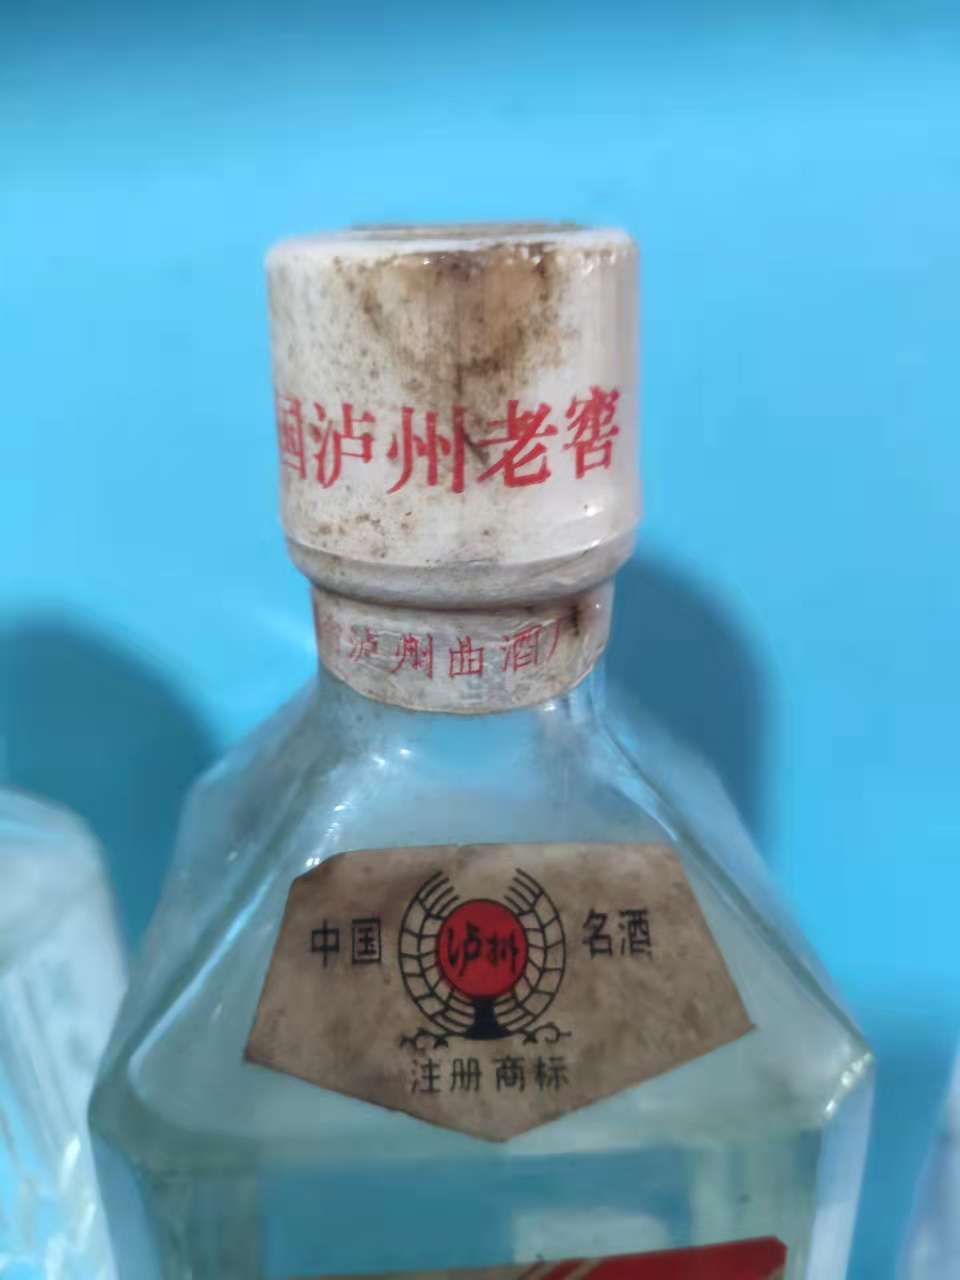 国泸州老窖
泸州曲酒厂
中国 泸州 名酒
注册商标